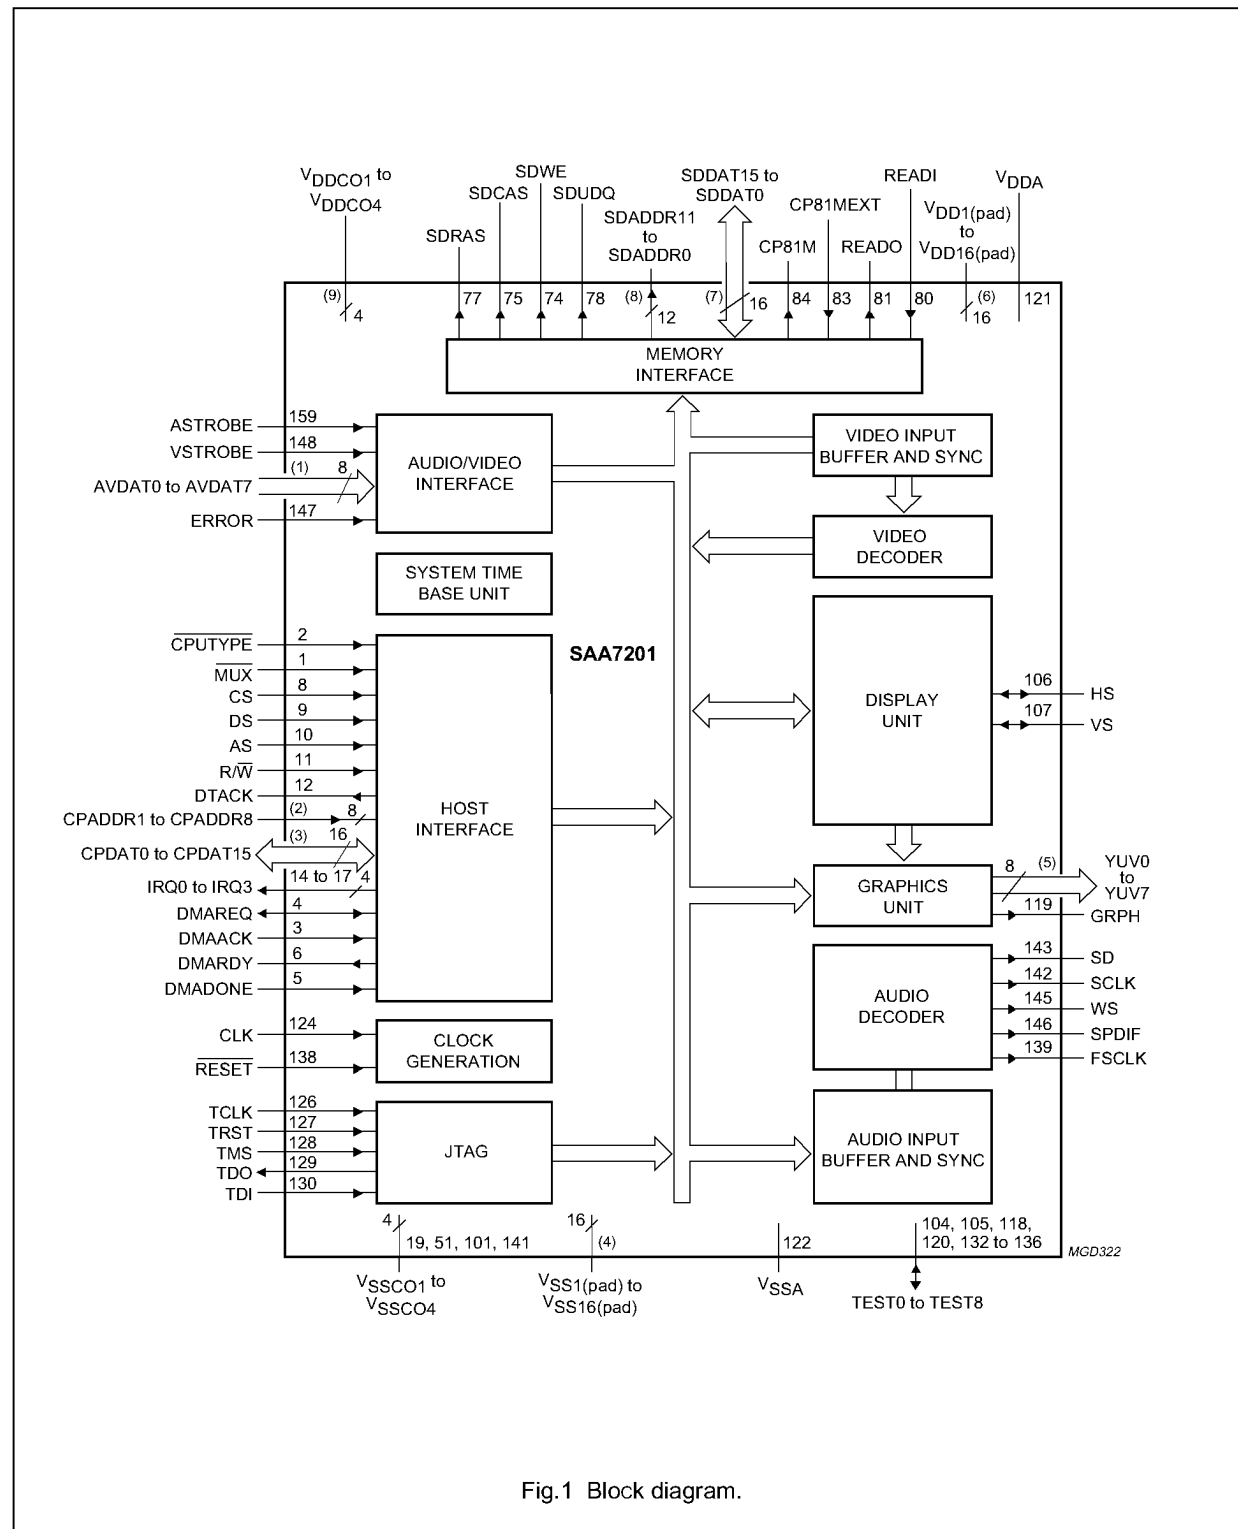 VDDCO1 to
VDDCO4
SDRAS
SDCAS
SDWE
SDUDQ
SDADDR11
to
SDADDR0
SDDAT15 to
SDDAT0
CP81M
CP81MEXT
READO
READI
VDD1(pad)
to
VDD16(pad)
VDDA
(9)
4
77
75
74
78
(8)
12
(7)
16
84
83
81
80
(6)
16
121
MEMORY
INTERFACE
ASTROBE
159
VSTROBE
148
AVDAT0 to AVDAT7
(1)
8
ERROR
147
AUDIO/VIDEO
INTERFACE
VIDEO INPUT
BUFFER AND SYNC
VIDEO
DECODER
SYSTEM TIME
BASE UNIT
SAA7201
CPUTYPE
2
MUX
1
CS
8
DS
9
AS
10
R/W
11
DTACK
12
CPADDR1 to CPADDR8
(2)
8
CPDAT0 to CPDAT15
(3)
16
IRQ0 to IRQ3
14 to 17
4
DMAREQ
4
DMAACK
3
DMARDY
6
DMADONE
5
HOST
INTERFACE
DISPLAY
UNIT
106
HS
107
VS
GRAPHICS
UNIT
8
(5)
YUV0
to
YUV7
119
GRPH
AUDIO
DECODER
143
SD
142
SCLK
145
WS
146
SPDIF
139
FSCLK
CLK
124
RESET
138
CLOCK
GENERATION
TCLK
126
TRST
127
TMS
128
TDO
129
TDI
130
JTAG
AUDIO INPUT
BUFFER AND SYNC
4
19, 51, 101, 141
VSSCO1 to
VSSCO4
16
(4)
VSS1(pad) to
VSS16(pad)
122
VSSA
104, 105, 118,
120, 132 to 136
TEST0 to TEST8
MGD322
Fig.1 Block diagram.